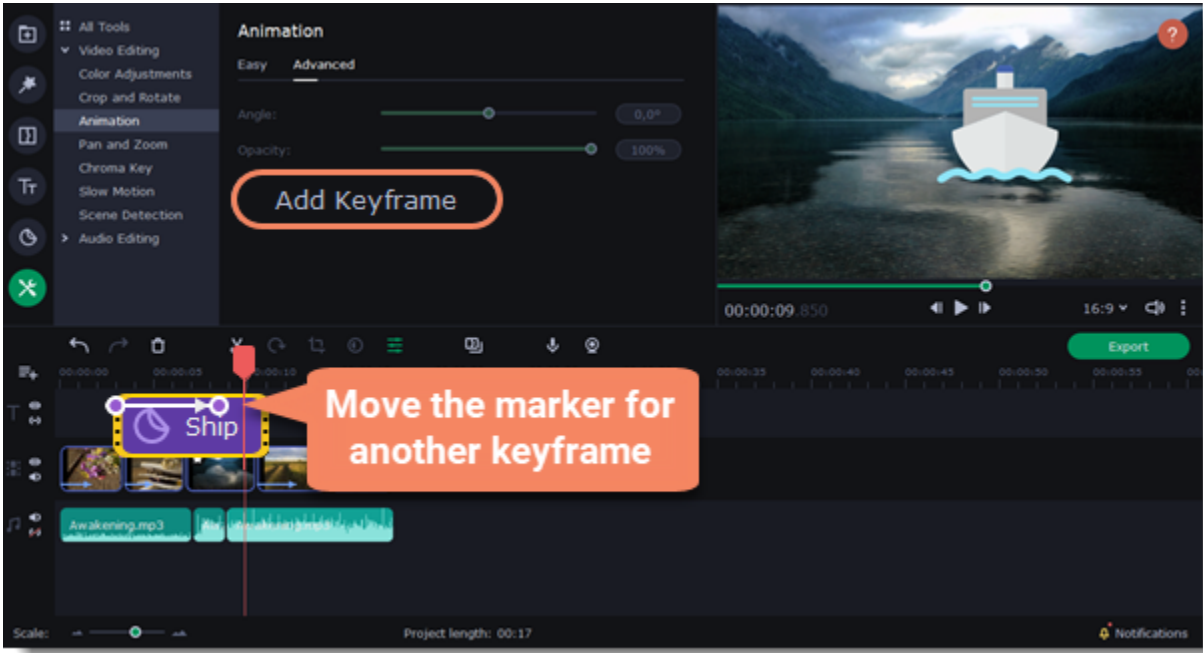 All Tools
Video Editing
Color Adjustments
Crop and Rotate
Animation
Pan and Zoom
Chroma Key
Slow Motion
Scene Detection
Audio Editing
Animation
Easy Advanced
Angle: 0,0°
Opacity: 100%
Add Keyframe
?
00:00:09.850
16:9
Export
00:00:00 00:00:05 0:00:10 00:00:35 00:00:40 00:00:45 00:00:50 00:00:55 00:
Move the marker for
another keyframe
Ship
Awakening.mp3
Scale:
Project length: 00:17
Notifications